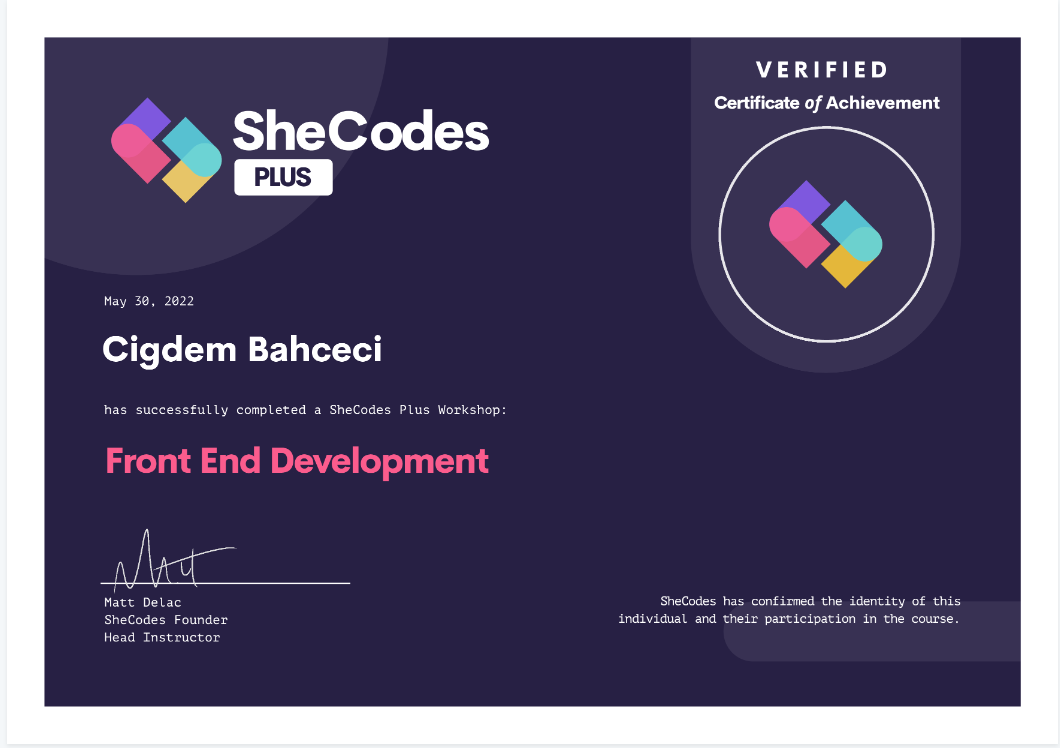 SheCodes
PLUS
VERIFIED
Certificate of Achievement
May 30, 2022
Cigdem Bahceci
has successfully completed a SheCodes Plus Workshop:
Front End Development
Matt Delac
SheCodes Founder
Head Instructor
SheCodes has confirmed the identity of this
individual and their participation in the course.